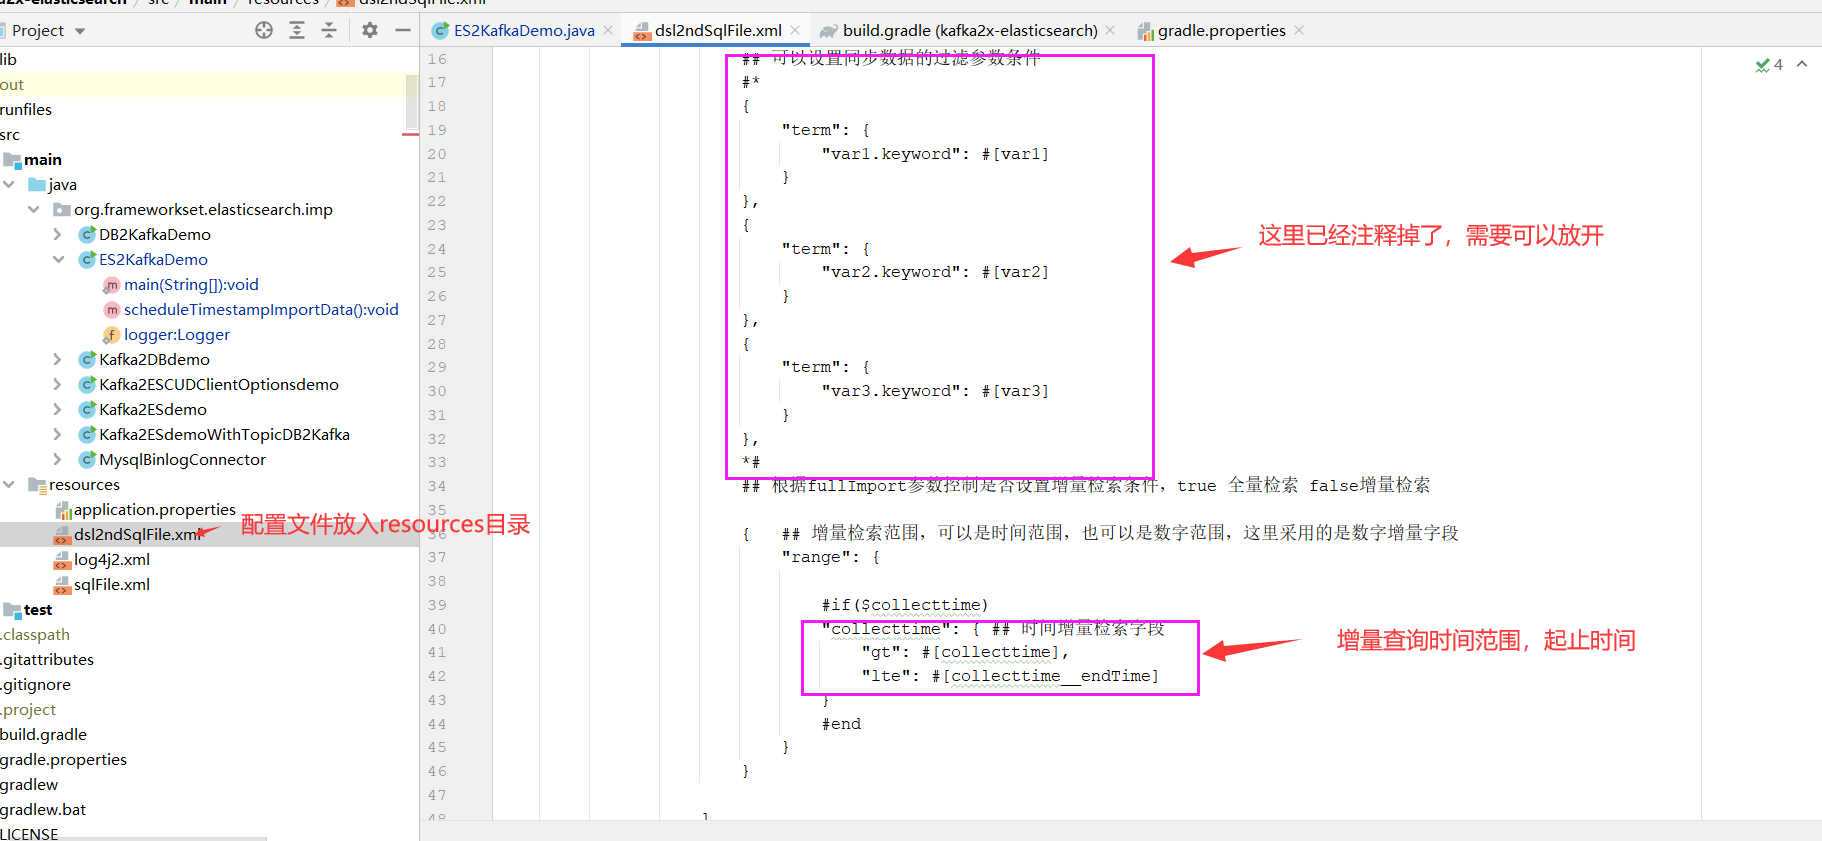 a2x-elasticsearch src main resources dsl2ndSqlFile.xml
Project
ES2KafkaDemo.java
dsl2ndSqlFile.xml
build.gradle (kafka2x-elasticsearch)
gradle.properties
lib
out
runfiles
src
main
java
org.frameworkset.elasticsearch.imp
DB2KafkaDemo
ES2KafkaDemo
main(String[]):void
scheduleTimestampImportData():void
logger:Logger
Kafka2DBdemo
Kafka2ESCUDClientOptionsdemo
Kafka2ESdemo
Kafka2ESdemoWithTopicDB2Kafka
MysqlBinlogConnector
resources
application.properties
dsl2ndSqlFile.xml
配置文件放入resources目录
log4j2.xml
sqlFile.xml
test
.classpath
.gitattributes
.gitignore
.project
build.gradle
gradle.properties
gradlew
gradlew.bat
LICENSE
4
16 ## 可以设置同步数据的过滤参数条件
17 #*
18 {
19 "term": {
20 "var1.keyword": #[var1]
21 }
22 },
23 {
24 "term": {
25 "var2.keyword": #[var2]
26 }
27 },
28 {
29 "term": {
30 "var3.keyword": #[var3]
31 }
32 },
33 *#
34 ## 根据fullImport参数控制是否设置增量检索条件，true 全量检索 false增量检索
35
36 { ## 增量检索范围，可以是时间范围，也可以是数字范围，这里采用的是数字增量字段
37 "range": {
38
39 #if($collecttime)
40 "collecttime": { ## 时间增量检索字段
41 "gt": #[collecttime],
42 "lte": #[collecttime__endTime]
43 }
44 #end
45 }
46 }
47
48 ]
这里已经注释掉了，需要可以放开
增量查询时间范围，起止时间